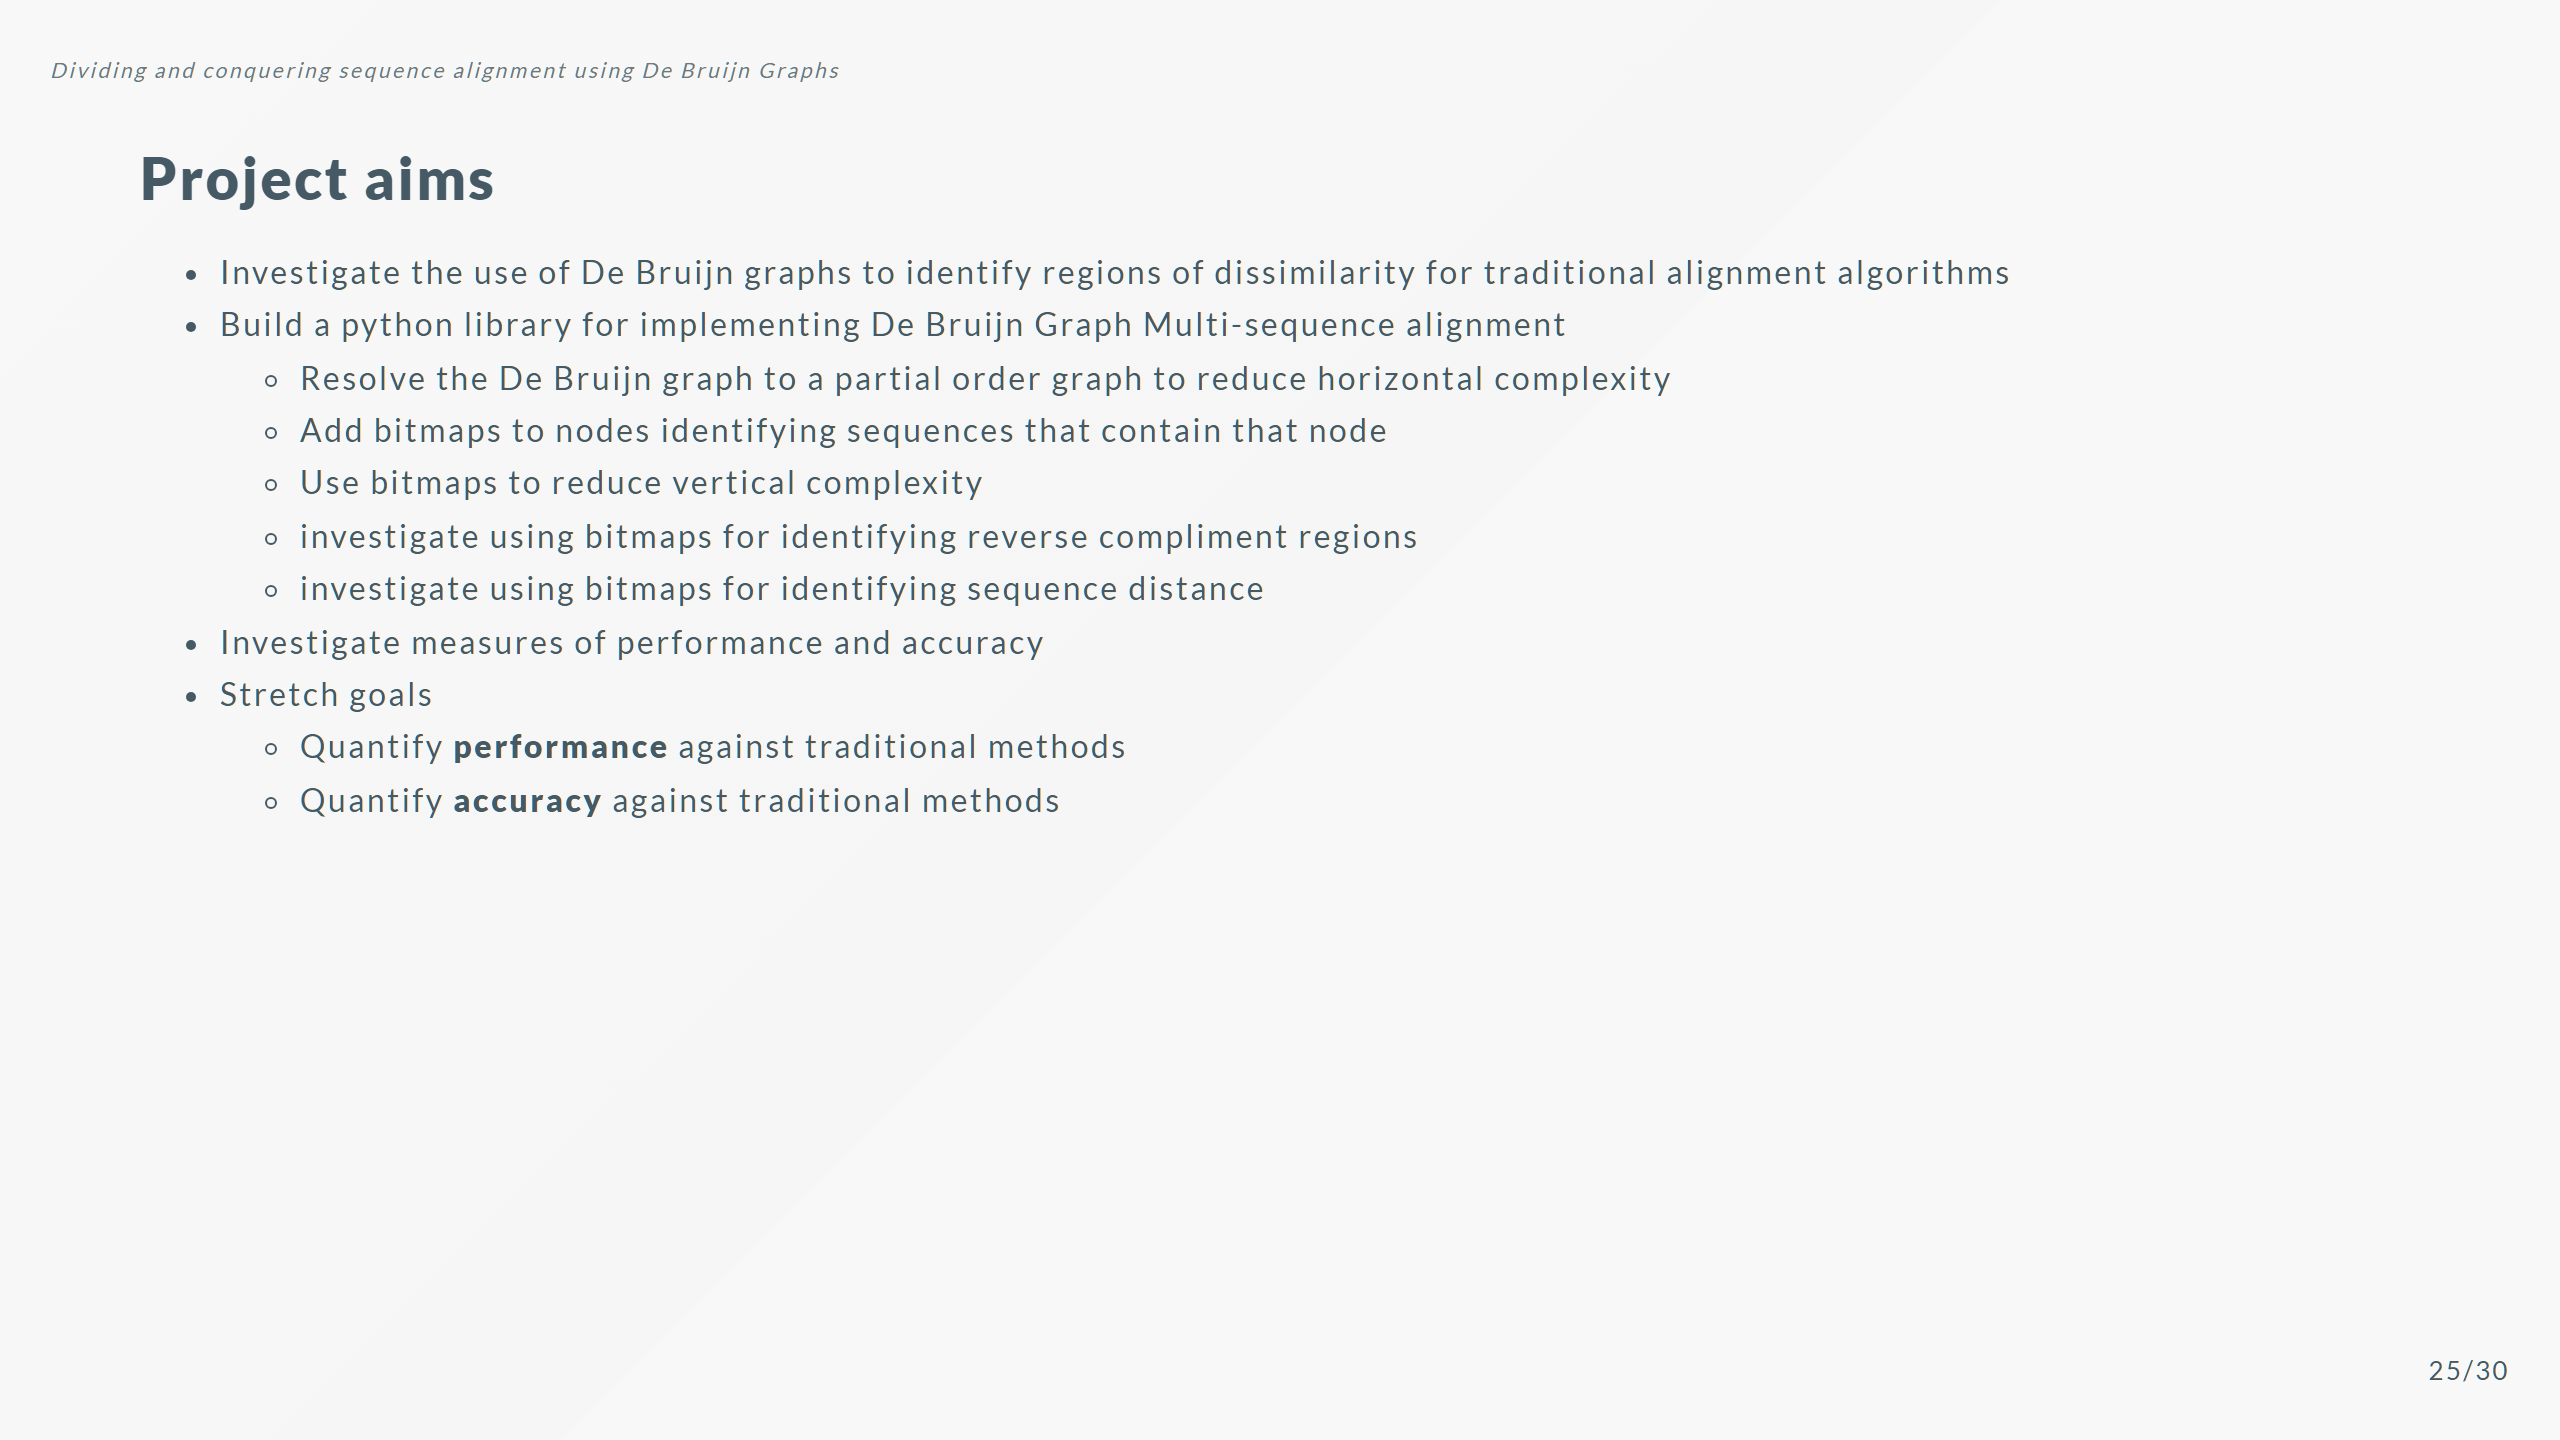 Dividing and conquering sequence alignment using De Bruijn Graphs
Project aims
• Investigate the use of De Bruijn graphs to identify regions of dissimilarity for traditional alignment algorithms
• Build a python library for implementing De Bruijn Graph Multi-sequence alignment
◦ Resolve the De Bruijn graph to a partial order graph to reduce horizontal complexity
◦ Add bitmaps to nodes identifying sequences that contain that node
◦ Use bitmaps to reduce vertical complexity
◦ investigate using bitmaps for identifying reverse compliment regions
◦ investigate using bitmaps for identifying sequence distance
• Investigate measures of performance and accuracy
• Stretch goals
◦ Quantify performance against traditional methods
◦ Quantify accuracy against traditional methods
25/30